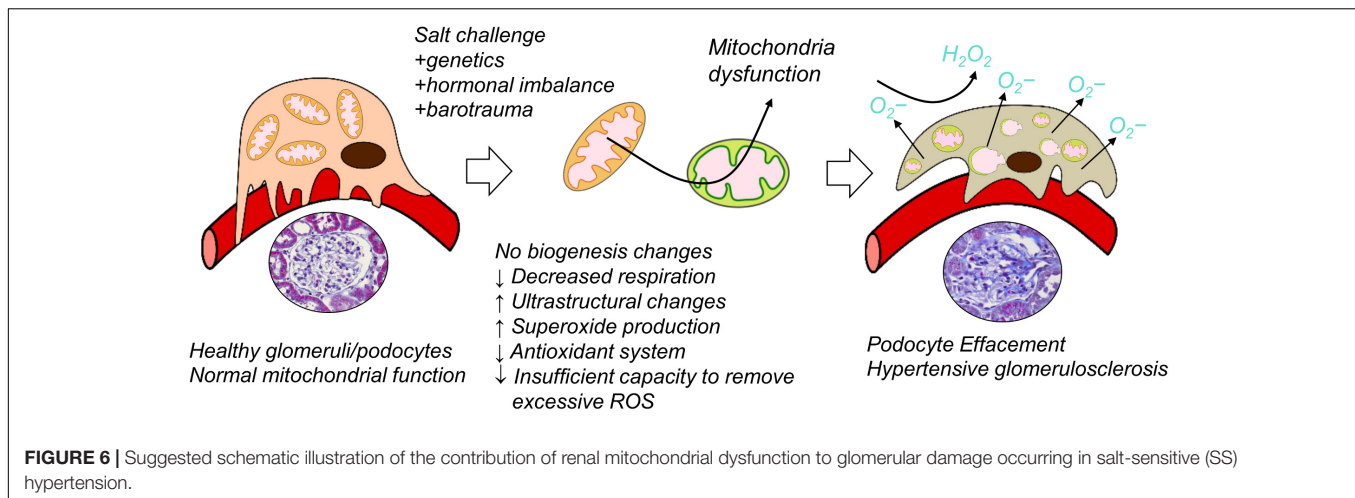 Salt challenge
+genetics
+hormonal imbalance
+barotrauma
Mitochondria
dysfunction
H₂O₂
O₂–
O₂–
O₂–
O₂–
No biogenesis changes
↓ Decreased respiration
↑ Ultrastructural changes
↑ Superoxide production
↓ Antioxidant system
↓ Insufficient capacity to remove
excessive ROS
Healthy glomeruli/podocytes
Normal mitochondrial function
Podocyte Effacement
Hypertensive glomerulosclerosis
FIGURE 6 | Suggested schematic illustration of the contribution of renal mitochondrial dysfunction to glomerular damage occurring in salt-sensitive (SS)
hypertension.